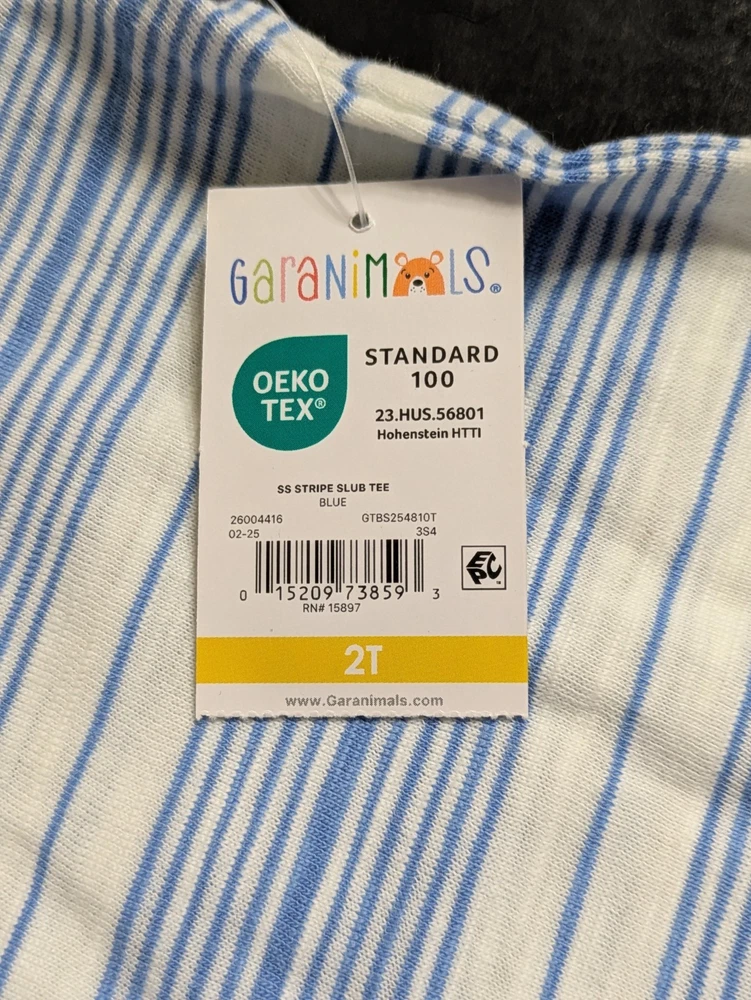 GaraNiMaLS®
OEKO
TEX®
STANDARD
100
23.HUS.56801
Hohenstein HTTI
SS STRIPE SLUB TEE
BLUE
26004416 GTBS254810T
02-25 3S4
0 15209 73859 3
EPC
RN# 15897
2T
www.Garanimals.com